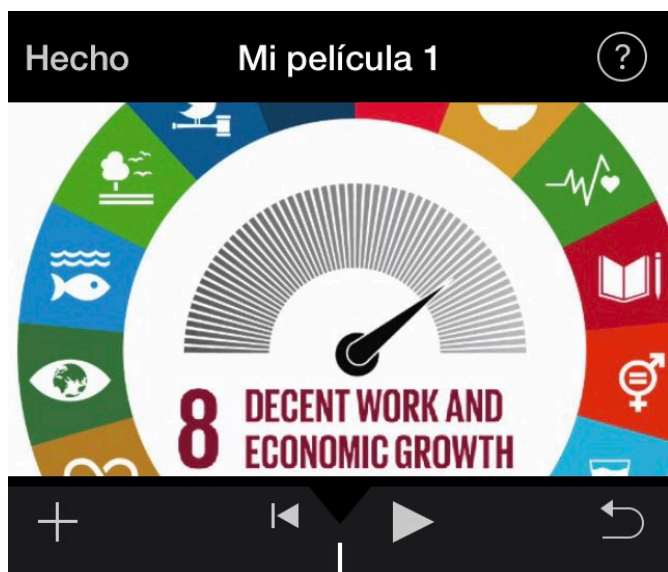 Hecho Mi película 1 ?
8 DECENT WORK AND
ECONOMIC GROWTH